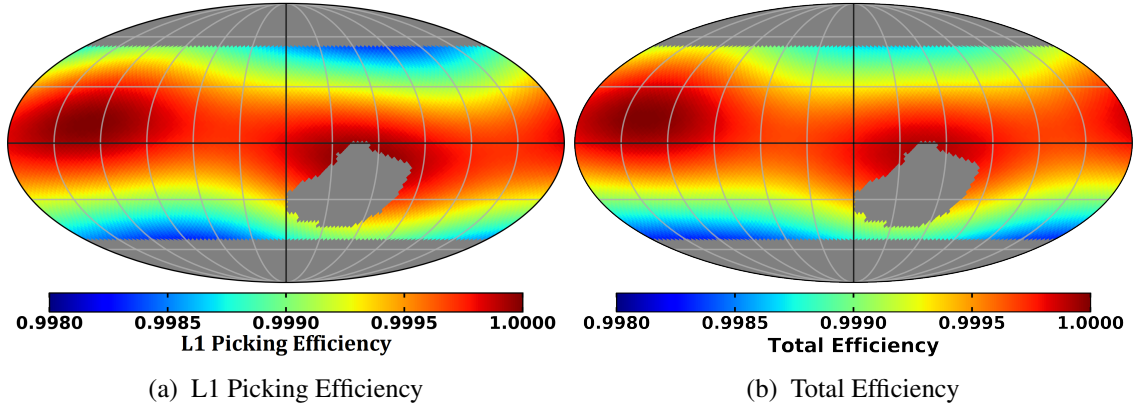 0.9980 0.9985 0.9990 0.9995 1.0000
L1 Picking Efficiency
(a) L1 Picking Efficiency
0.9980 0.9985 0.9990 0.9995 1.0000
Total Efficiency
(b) Total Efficiency